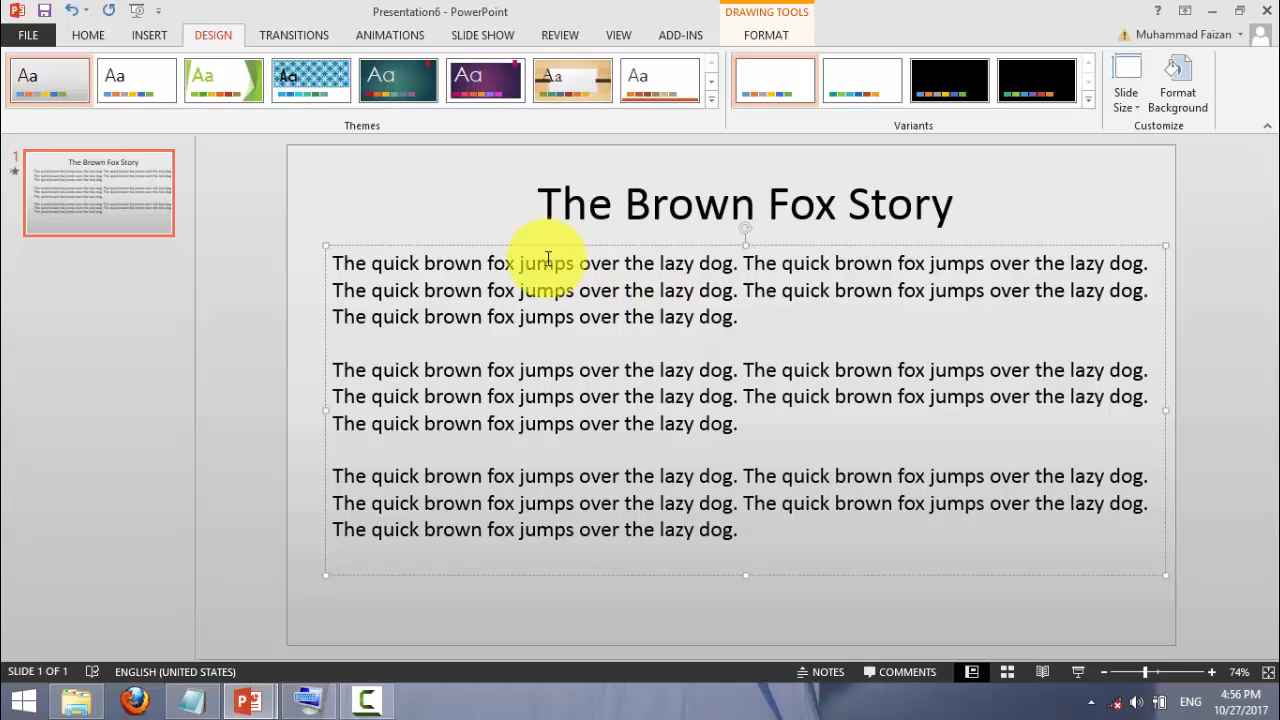 Presentation6 - PowerPoint
DRAWING TOOLS
?
FILE
HOME
INSERT
DESIGN
TRANSITIONS
ANIMATIONS
SLIDE SHOW
REVIEW
VIEW
ADD-INS
FORMAT
Muhammad Faizan
Aa
Aa
Aa
Aa
Aa
Aa
Aa
Aa
Slide Size
Format Background
Themes
Variants
Customize
1
The Brown Fox Story
The Brown Fox Story
The quick brown fox jumps over the lazy dog. The quick brown fox jumps over the lazy dog.
The quick brown fox jumps over the lazy dog. The quick brown fox jumps over the lazy dog.
The quick brown fox jumps over the lazy dog.
The quick brown fox jumps over the lazy dog. The quick brown fox jumps over the lazy dog.
The quick brown fox jumps over the lazy dog. The quick brown fox jumps over the lazy dog.
The quick brown fox jumps over the lazy dog.
The quick brown fox jumps over the lazy dog. The quick brown fox jumps over the lazy dog.
The quick brown fox jumps over the lazy dog. The quick brown fox jumps over the lazy dog.
The quick brown fox jumps over the lazy dog.
SLIDE 1 OF 1
ENGLISH (UNITED STATES)
NOTES
COMMENTS
74%
ENG
4:56 PM
10/27/2017